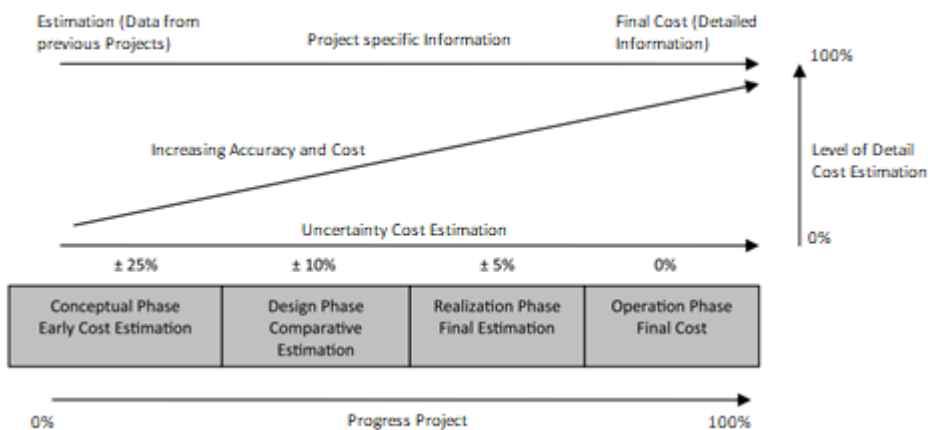 Estimation (Data from
previous Projects)
Project specific Information
Final Cost (Detailed
Information)
100%
Increasing Accuracy and Cost
Level of Detail
Cost Estimation
Uncertainty Cost Estimation
0%
± 25%
± 10%
± 5%
0%
Conceptual Phase
Early Cost Estimation
Design Phase
Comparative
Estimation
Realization Phase
Final Estimation
Operation Phase
Final Cost
0%
Progress Project
100%